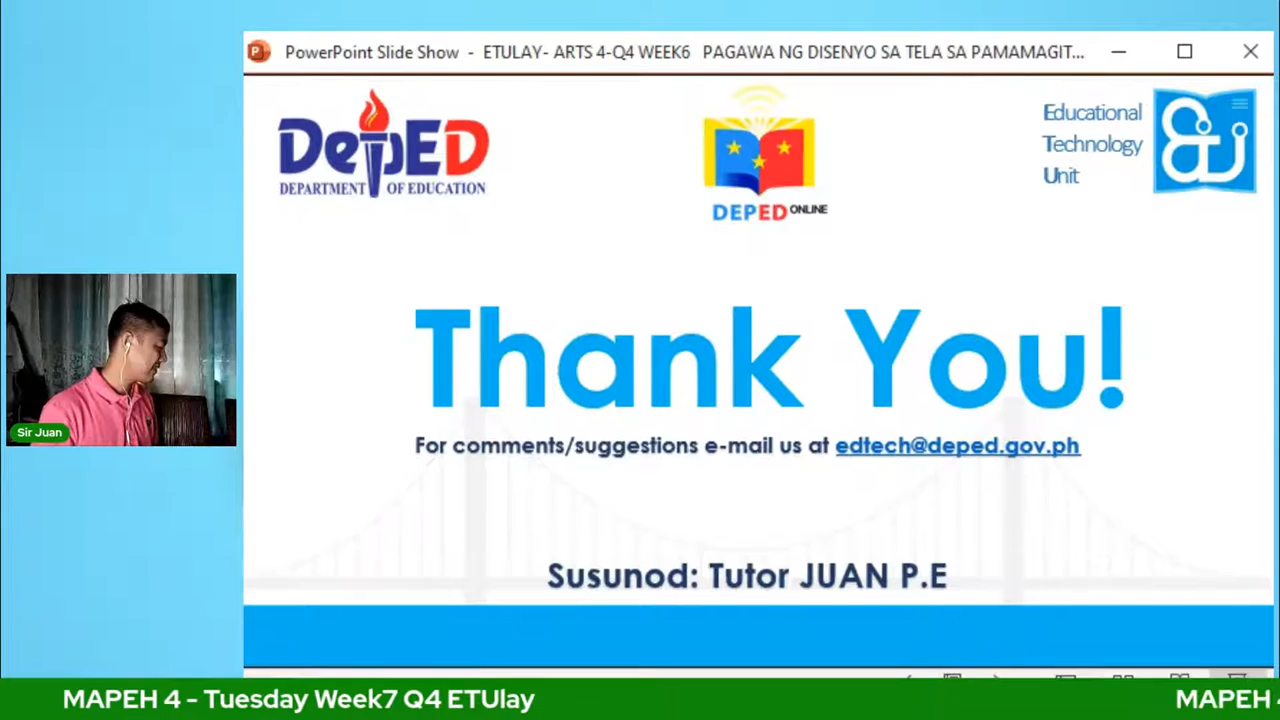 PowerPoint Slide Show - ETULAY- ARTS 4-Q4 WEEK6 PAGAWA NG DISENYO SA TELA SA PAMAMAGIT...
DepED
DEPARTMENT OF EDUCATION
DEPED ONLINE
Educational
Technology
Unit
Thank You!
For comments/suggestions e-mail us at edtech@deped.gov.ph
Sir Juan
Susunod: Tutor JUAN P.E
MAPEH 4 - Tuesday Week7 Q4 ETUlay
MAPEH